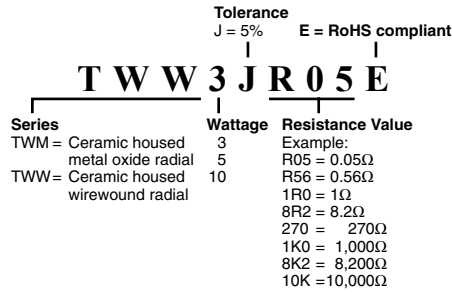 Tolerance
J = 5% E = RoHS compliant
T W W 3 J R 0 5 E
Series Wattage Resistance Value
TWM = Ceramic housed 3 Example:
metal oxide radial 5 R05 = 0.05Ω
TWW = Ceramic housed 10 R56 = 0.56Ω
wirewound radial 1R0 = 1Ω
8R2 = 8.2Ω
270 = 270Ω
1K0 = 1,000Ω
8K2 = 8,200Ω
10K =10,000Ω